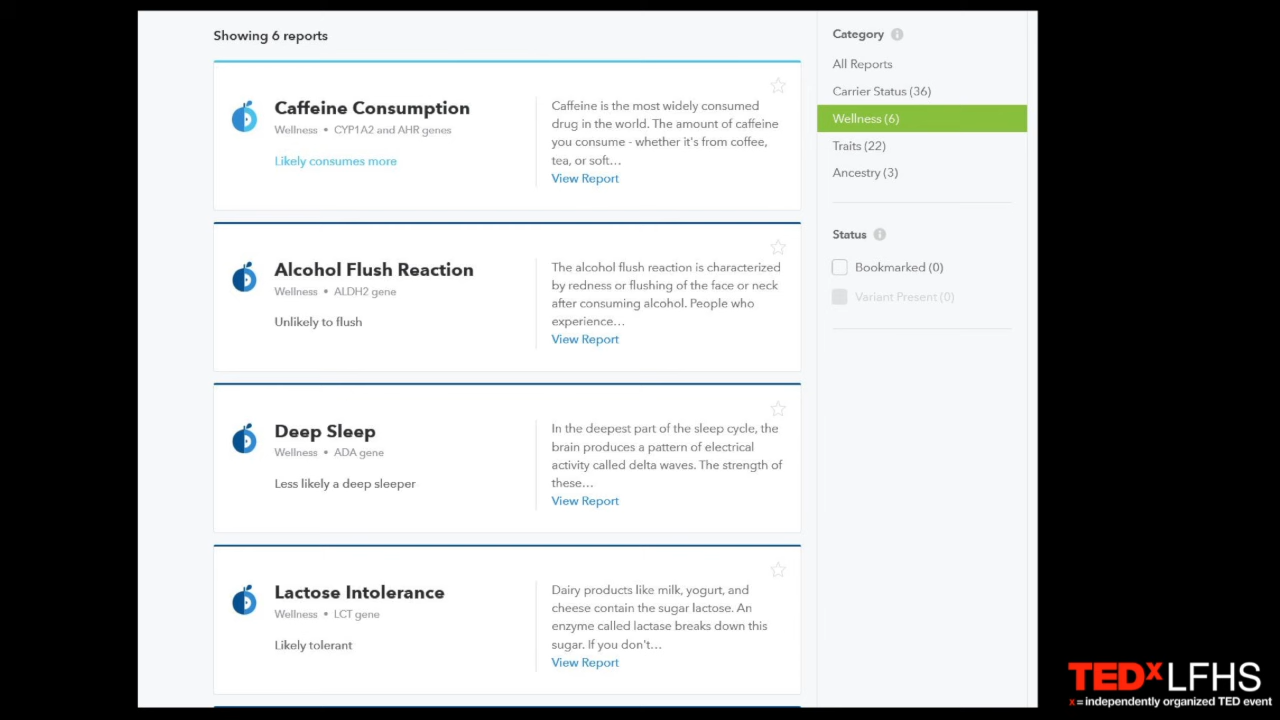 Showing 6 reports
Caffeine Consumption
Wellness • CYP1A2 and AHR genes
Likely consumes more
Caffeine is the most widely consumed
drug in the world. The amount of caffeine
you consume - whether it's from coffee,
tea, or soft…
View Report
Alcohol Flush Reaction
Wellness • ALDH2 gene
Unlikely to flush
The alcohol flush reaction is characterized
by redness or flushing of the face or neck
after consuming alcohol. People who
experience…
View Report
Deep Sleep
Wellness • ADA gene
Less likely a deep sleeper
In the deepest part of the sleep cycle, the
brain produces a pattern of electrical
activity called delta waves. The strength of
these…
View Report
Lactose Intolerance
Wellness • LCT gene
Likely tolerant
Dairy products like milk, yogurt, and
cheese contain the sugar lactose. An
enzyme called lactase breaks down this
sugar. If you don't…
View Report
Category
All Reports
Carrier Status (36)
Wellness (6)
Traits (22)
Ancestry (3)
Status
Bookmarked (0)
Variant Present (0)
TEDxLFHS
x = independently organized TED event